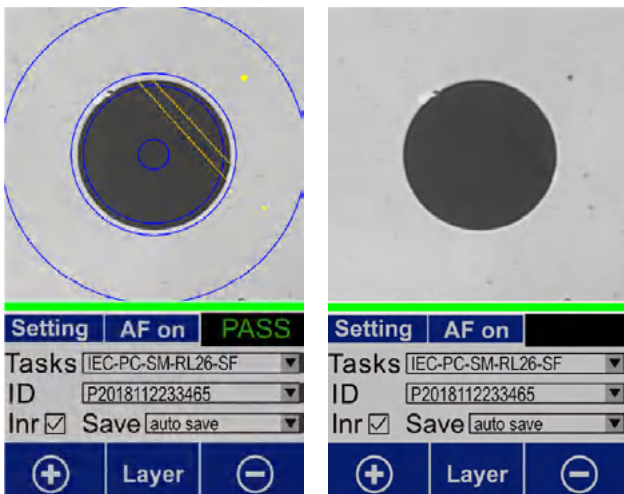 Setting AF on PASS
Tasks IEC-PC-SM-RL26-SF
ID P2018112233465
Inr Save auto save
Layer
Setting AF on
Tasks IEC-PC-SM-RL26-SF
ID P2018112233465
Inr Save auto save
Layer